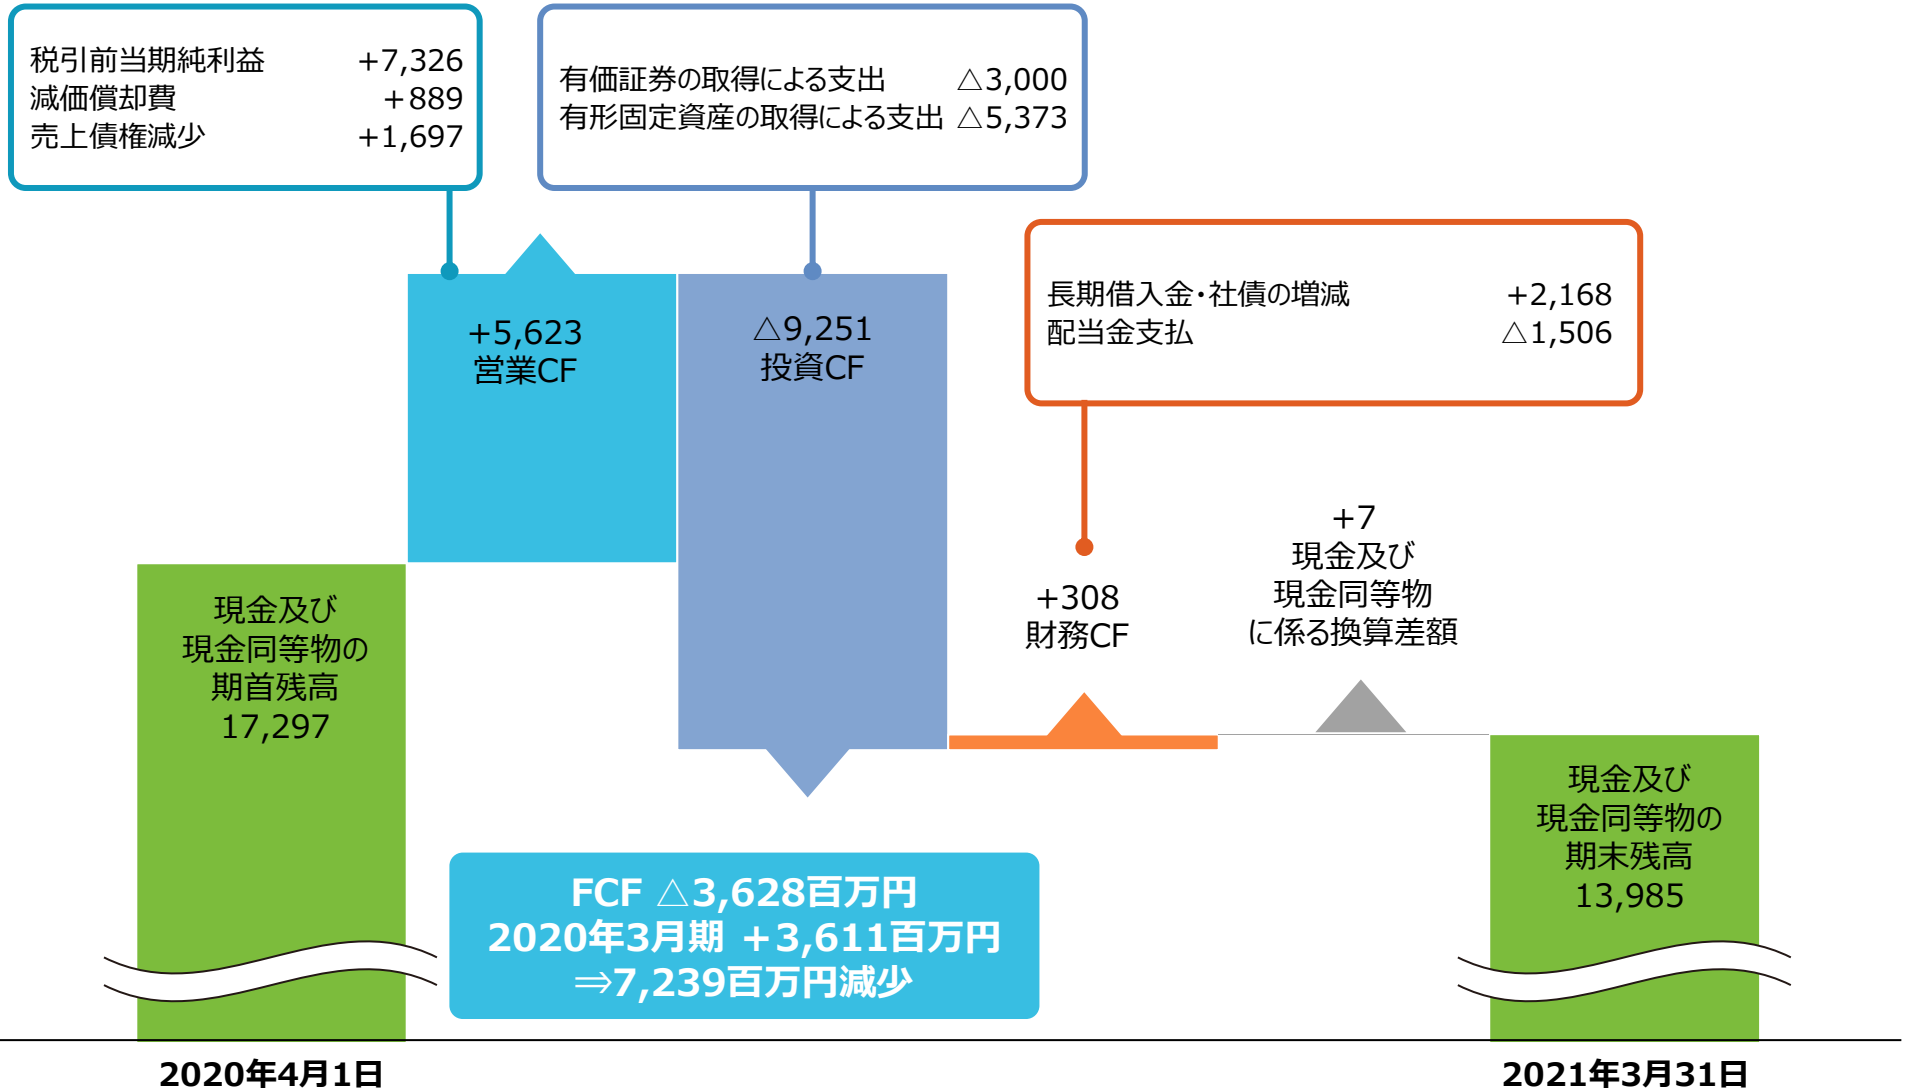 税引前当期純利益 +7,326
減価償却費 +889
売上債権減少 +1,697
有価証券の取得による支出 △3,000
有形固定資産の取得による支出 △5,373
長期借入金・社債の増減 +2,168
配当金支払 △1,506
+5,623
営業CF
△9,251
投資CF
+308
財務CF
+7
現金及び
現金同等物
に係る換算差額
現金及び
現金同等物の
期首残高
17,297
現金及び
現金同等物の
期末残高
13,985
FCF △3,628百万円
2020年3月期 +3,611百万円
⇒7,239百万円減少
2020年4月1日
2021年3月31日